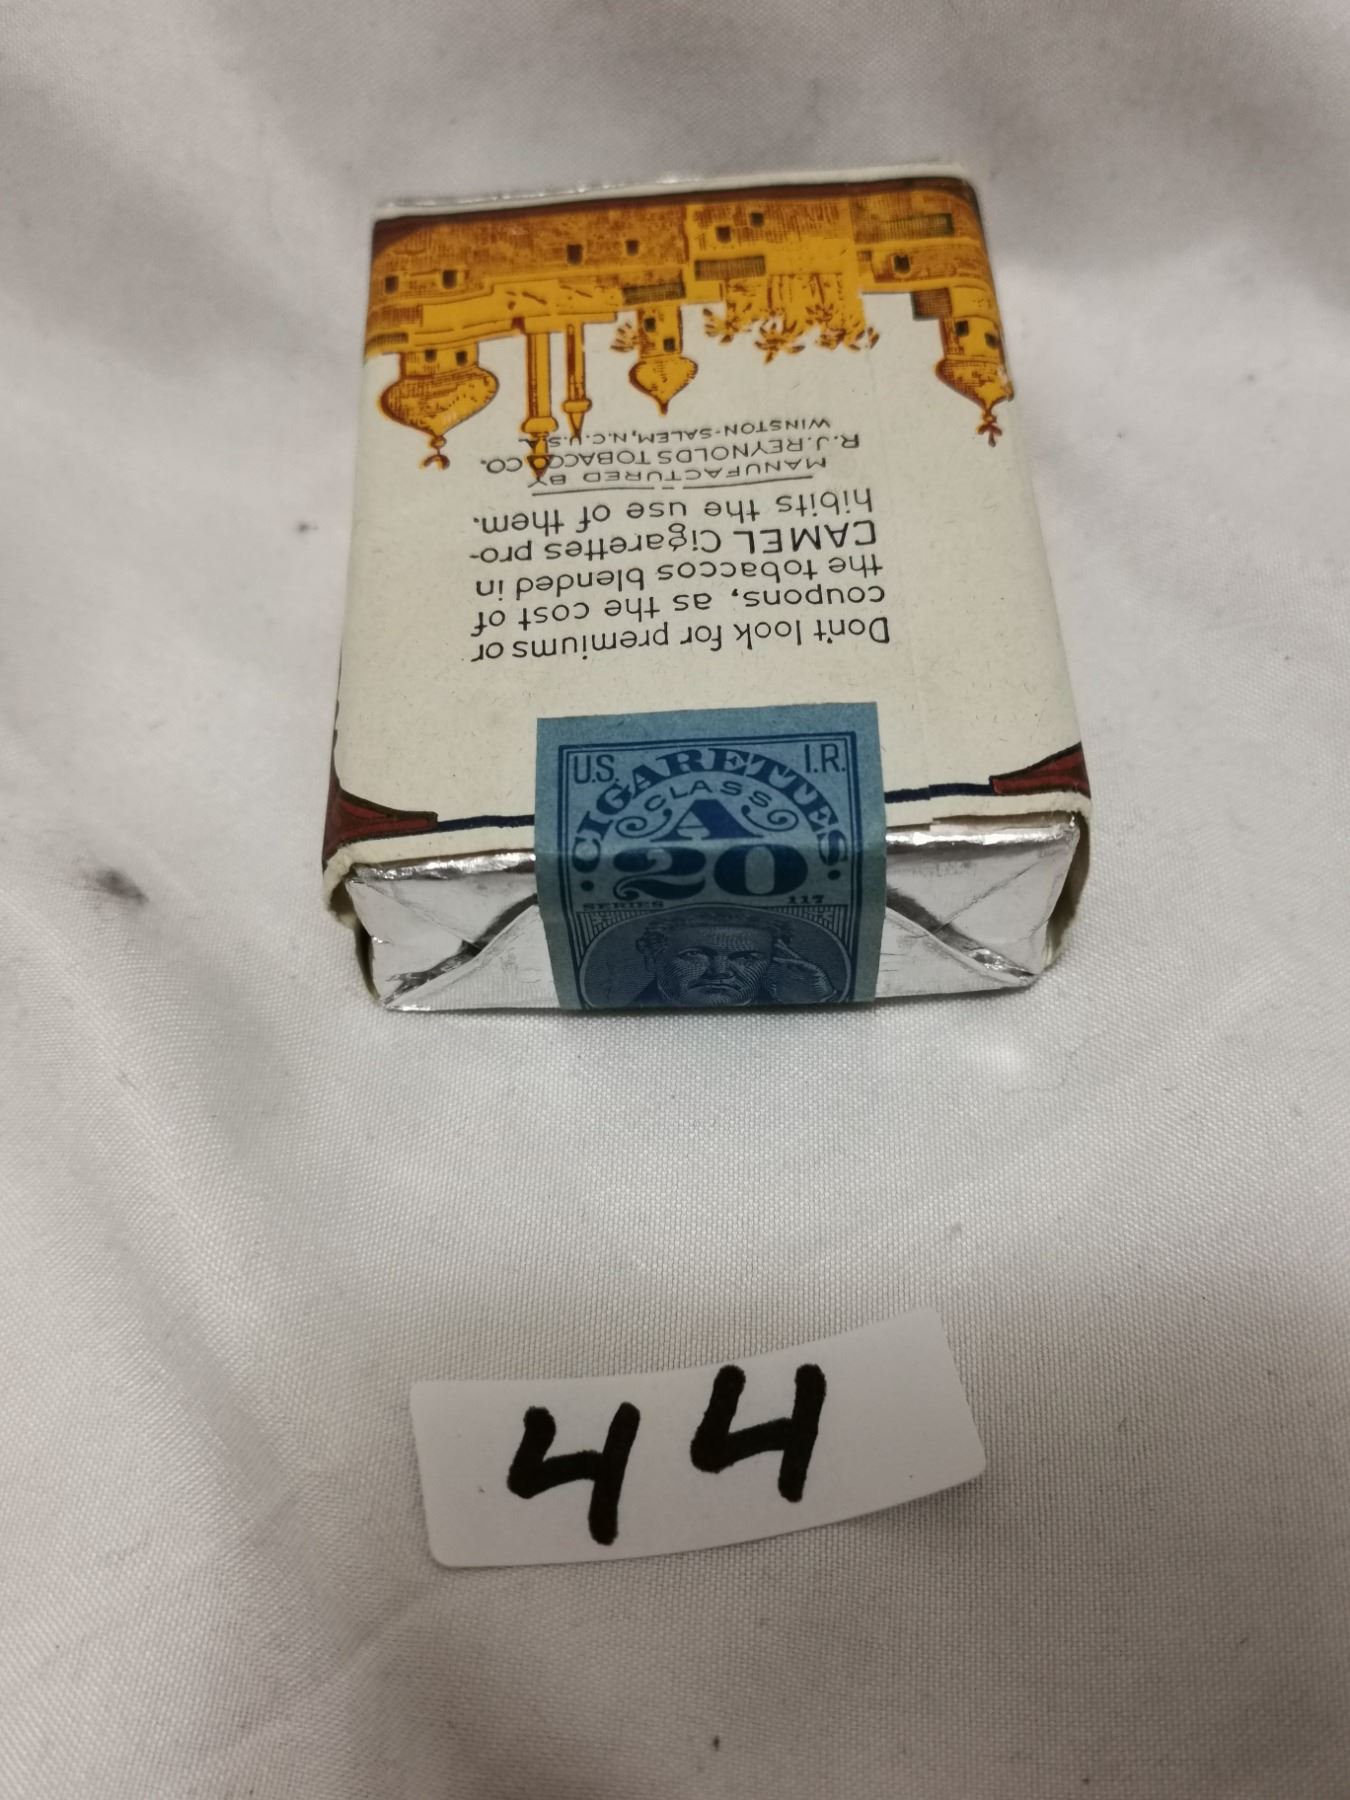 Don't look for premiums or
coupons, as the cost of
the tobaccos blended in
CAMEL Cigarettes pro-
hibits the use of them.
MANUFACTURED BY
R.J.REYNOLDS TOBACCO CO.
WINSTON-SALEM, N.C. U.S.A.
U.S. I.R.
CIGARETTES
CLASS
A
20
SERIES 117
44